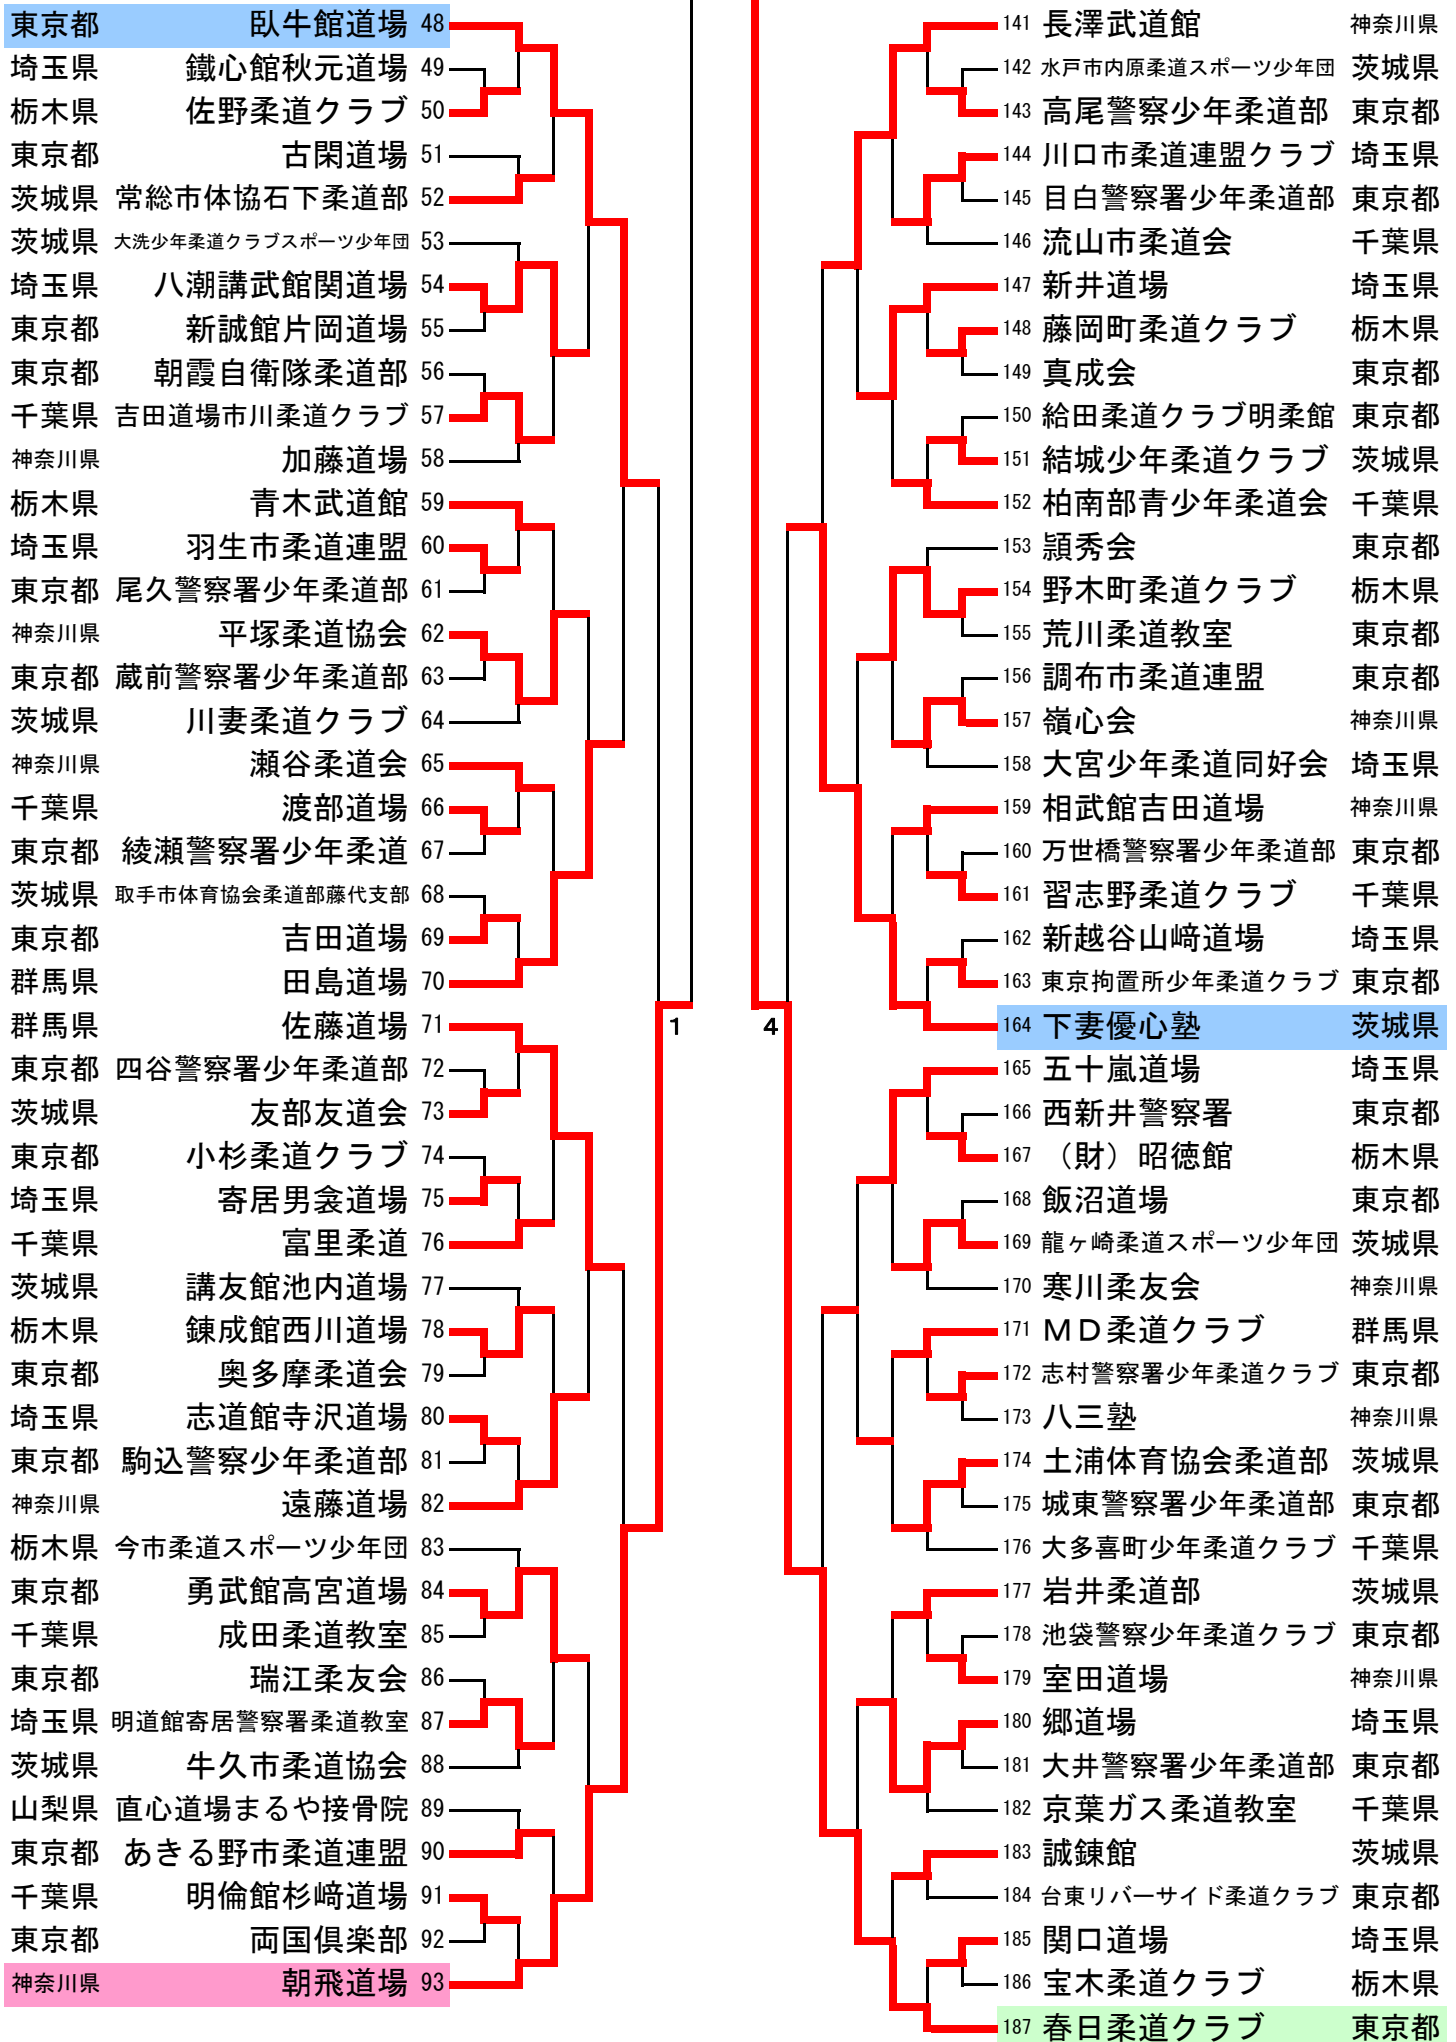 東京都 臥牛館道場 48
埼玉県 鐵心館秋元道場 49
栃木県 佐野柔道クラブ 50
東京都 古閑道場 51
茨城県 常総市体協石下柔道部 52
茨城県 大洗少年柔道クラブスポーツ少年団 53
埼玉県 八潮講武館関道場 54
東京都 新誠館片岡道場 55
東京都 朝霞自衛隊柔道部 56
千葉県 吉田道場市川柔道クラブ 57
神奈川県 加藤道場 58
栃木県 青木武道館 59
埼玉県 羽生市柔道連盟 60
東京都 尾久警察署少年柔道部 61
神奈川県 平塚柔道協会 62
東京都 蔵前警察署少年柔道部 63
茨城県 川妻柔道クラブ 64
神奈川県 瀬谷柔道会 65
千葉県 渡部道場 66
東京都 綾瀬警察署少年柔道 67
茨城県 取手市体育協会柔道部藤代支部 68
東京都 吉田道場 69
群馬県 田島道場 70
群馬県 佐藤道場 71
東京都 四谷警察署少年柔道部 72
茨城県 友部友道会 73
東京都 小杉柔道クラブ 74
埼玉県 寄居男衾道場 75
千葉県 富里柔道 76
茨城県 講友館池内道場 77
栃木県 錬成館西川道場 78
東京都 奥多摩柔道会 79
埼玉県 志道館寺沢道場 80
東京都 駒込警察少年柔道部 81
神奈川県 遠藤道場 82
栃木県 今市柔道スポーツ少年団 83
東京都 勇武館高宮道場 84
千葉県 成田柔道教室 85
東京都 瑞江柔友会 86
埼玉県 明道館寄居警察署柔道教室 87
茨城県 牛久市柔道協会 88
山梨県 直心道場まるや接骨院 89
東京都 あきる野市柔道連盟 90
千葉県 明倫館杉﨑道場 91
東京都 両国倶楽部 92
神奈川県 朝飛道場 93
1
4
141 長澤武道館 神奈川県
142 水戸市内原柔道スポーツ少年団 茨城県
143 高尾警察少年柔道部 東京都
144 川口市柔道連盟クラブ 埼玉県
145 目白警察署少年柔道部 東京都
146 流山市柔道会 千葉県
147 新井道場 埼玉県
148 藤岡町柔道クラブ 栃木県
149 真成会 東京都
150 給田柔道クラブ明柔館 東京都
151 結城少年柔道クラブ 茨城県
152 柏南部青少年柔道会 千葉県
153 頴秀会 東京都
154 野木町柔道クラブ 栃木県
155 荒川柔道教室 東京都
156 調布市柔道連盟 東京都
157 嶺心会 神奈川県
158 大宮少年柔道同好会 埼玉県
159 相武館吉田道場 神奈川県
160 万世橋警察署少年柔道部 東京都
161 習志野柔道クラブ 千葉県
162 新越谷山﨑道場 埼玉県
163 東京拘置所少年柔道クラブ 東京都
164 下妻優心塾 茨城県
165 五十嵐道場 埼玉県
166 西新井警察署 東京都
167 （財）昭徳館 栃木県
168 飯沼道場 東京都
169 龍ヶ崎柔道スポーツ少年団 茨城県
170 寒川柔友会 神奈川県
171 ＭＤ柔道クラブ 群馬県
172 志村警察署少年柔道クラブ 東京都
173 八三塾 神奈川県
174 土浦体育協会柔道部 茨城県
175 城東警察署少年柔道部 東京都
176 大多喜町少年柔道クラブ 千葉県
177 岩井柔道部 茨城県
178 池袋警察少年柔道クラブ 東京都
179 室田道場 神奈川県
180 郷道場 埼玉県
181 大井警察署少年柔道部 東京都
182 京葉ガス柔道教室 千葉県
183 誠錬館 茨城県
184 台東リバーサイド柔道クラブ 東京都
185 関口道場 埼玉県
186 宝木柔道クラブ 栃木県
187 春日柔道クラブ 東京都